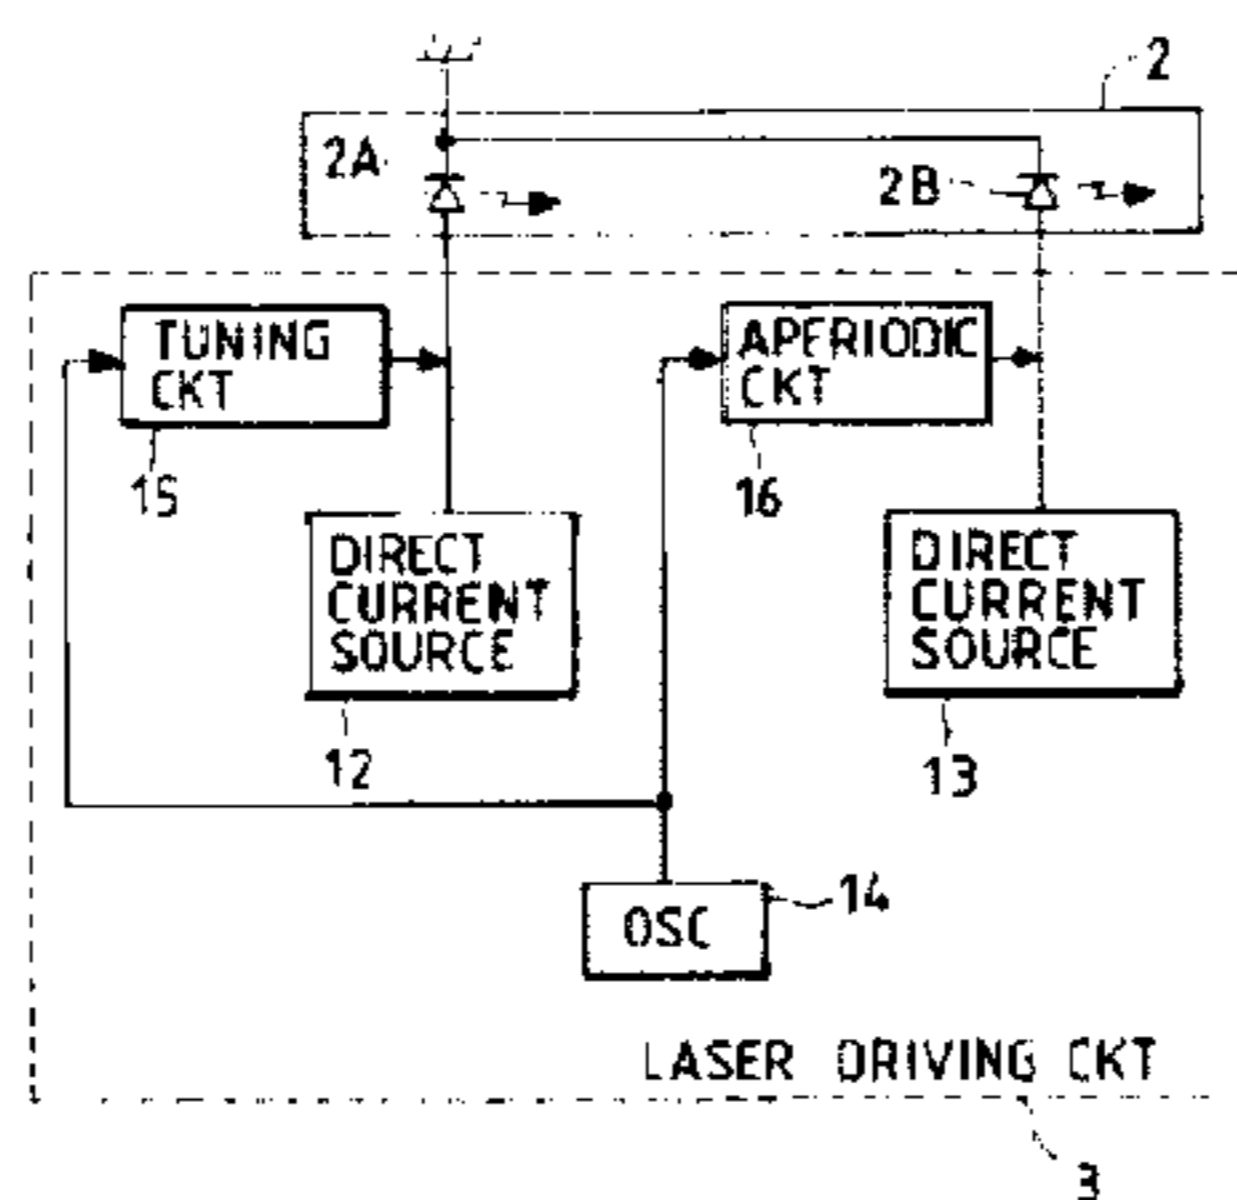 2
2A
2B
TUNING
CKT
APERIODIC
CKT
15
16
DIRECT
CURRENT
SOURCE
DIRECT
CURRENT
SOURCE
12
13
14
OSC
LASER DRIVING CKT
3